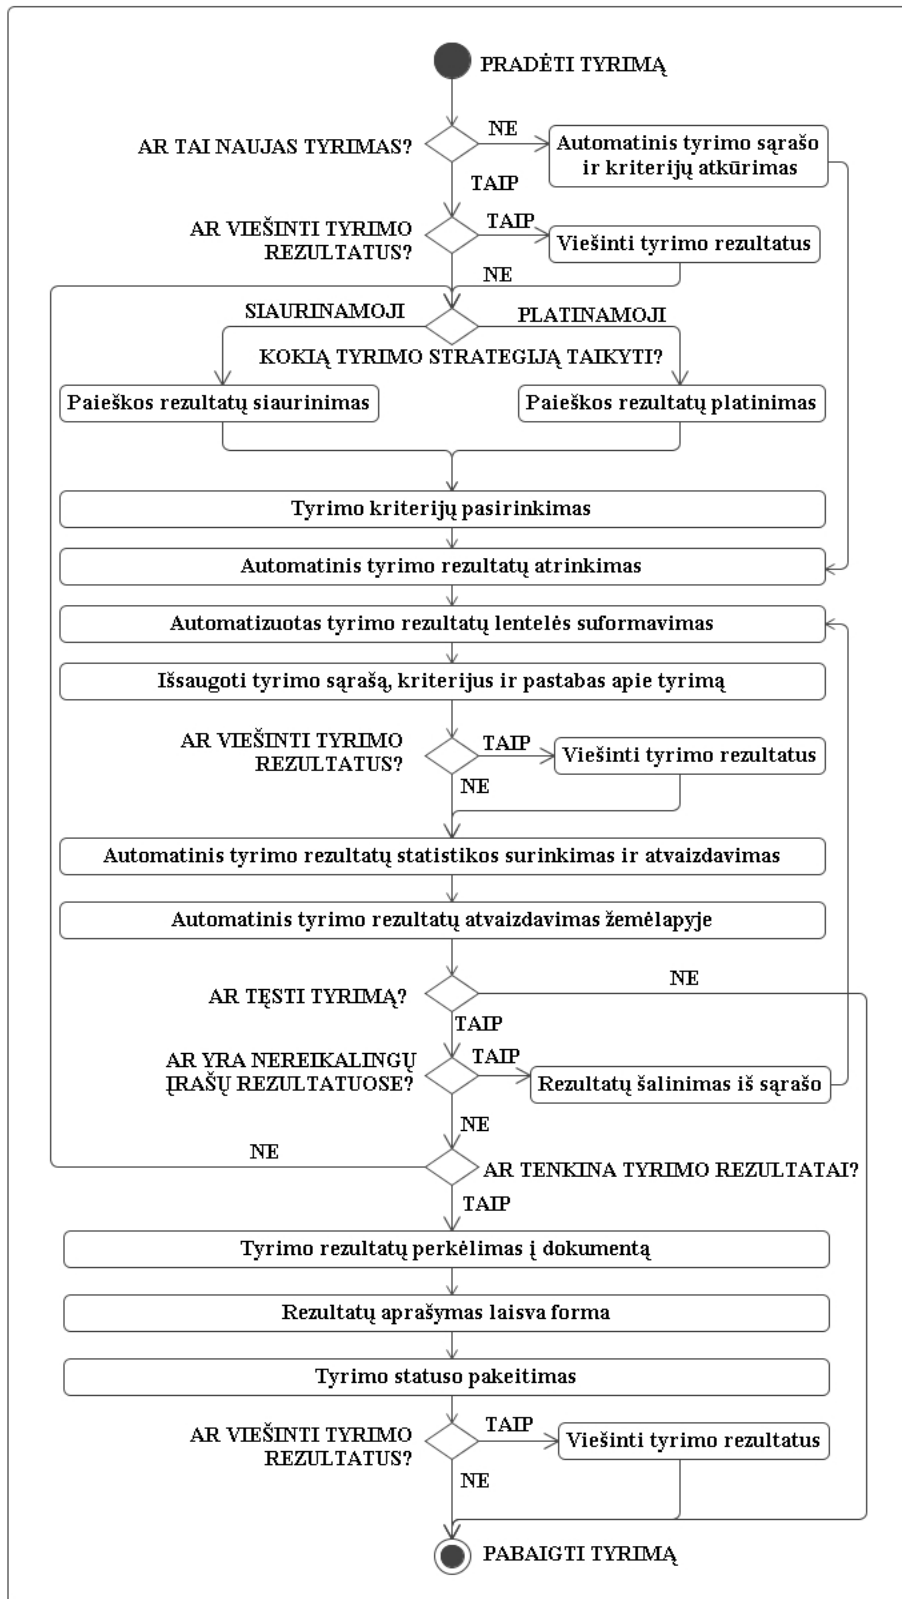 PRADĖTI TYRIMĄ
NE
AR TAI NAUJAS TYRIMAS?
Automatinis tyrimo sąrašo
ir kriterijų atkūrimas
TAIP
AR VIEŠINTI TYRIMO
REZULTATUS?
TAIP
Viešinti tyrimo rezultatus
NE
SIAURINAMOJI
PLATINAMOJI
KOKIĄ TYRIMO STRATEGIJĄ TAIKYTI?
Paieškos rezultatų siaurinimas
Paieškos rezultatų platinimas
Tyrimo kriterijų pasirinkimas
Automatinis tyrimo rezultatų atrinkimas
Automatizuotas tyrimo rezultatų lentelės suformavimas
Išsaugoti tyrimo sąrašą, kriterijus ir pastabas apie tyrimą
AR VIEŠINTI TYRIMO
REZULTATUS?
TAIP
Viešinti tyrimo rezultatus
NE
Automatinis tyrimo rezultatų statistikos surinkimas ir atvaizdavimas
Automatinis tyrimo rezultatų atvaizdavimas žemėlapyje
AR TĘSTI TYRIMĄ?
NE
TAIP
AR YRA NEREIKALINGŲ
ĮRAŠŲ REZULTATUOSE?
TAIP
Rezultatų šalinimas iš sąrašo
NE
NE
AR TENKINA TYRIMO REZULTATAI?
TAIP
Tyrimo rezultatų perkėlimas į dokumentą
Rezultatų aprašymas laisva forma
Tyrimo statuso pakeitimas
AR VIEŠINTI TYRIMO
REZULTATUS?
TAIP
Viešinti tyrimo rezultatus
NE
PABAIGTI TYRIMĄ